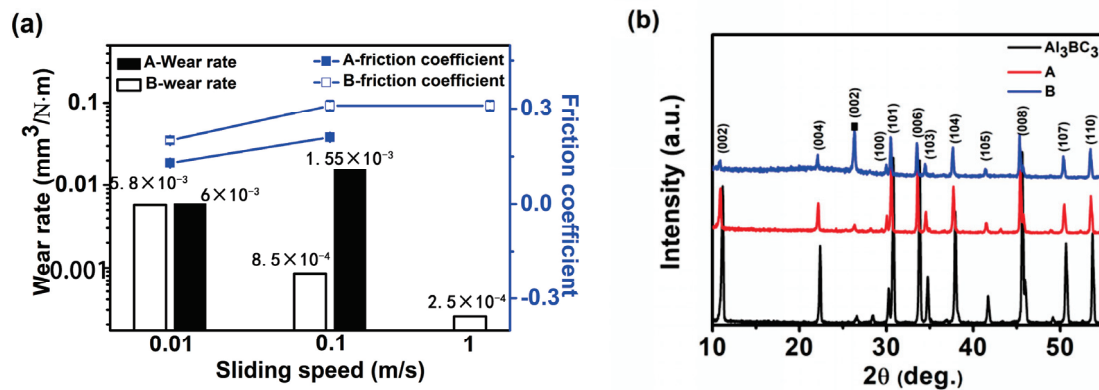 (a)
A-Wear rate
B-wear rate
A-friction coefficient
B-friction coefficient
Wear rate (mm³/N·m)
0.1
0.01
0.001
5.8×10⁻³
6×10⁻³
8.5×10⁻⁴
1.55×10⁻³
2.5×10⁻⁴
0.01
0.1
1
Sliding speed (m/s)
0.3
0.0
-0.3
Friction coefficient
(b)
Al₃BC₃
A
B
(002)
(004)
(002)
(100)
(101)
(006)
(103)
(104)
(105)
(008)
(107)
(110)
Intensity (a.u.)
10
20
30
40
50
2θ (deg.)